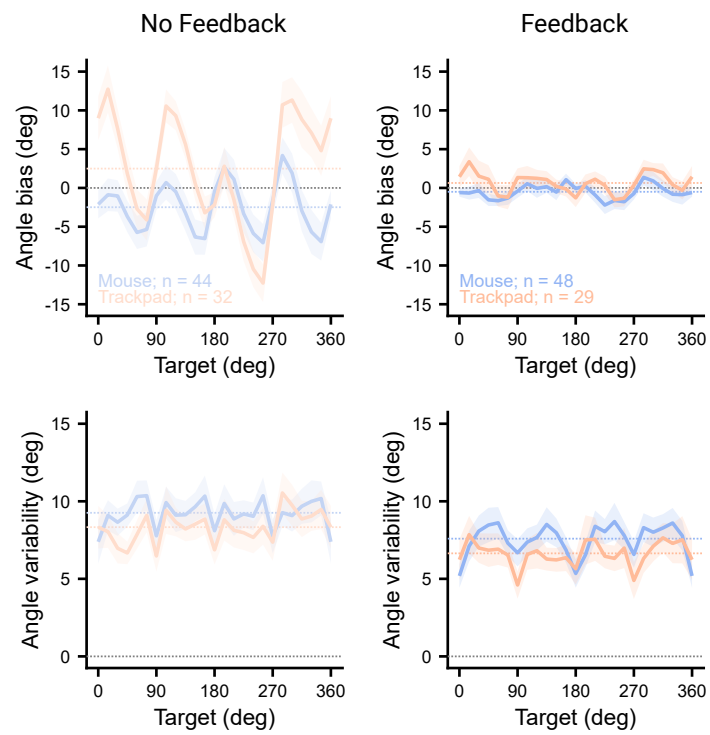 No Feedback
Feedback
Angle bias (deg)
15
10
5
0
-5
-10
-15
Mouse; n = 44
Trackpad; n = 32
0 90 180 270 360
Target (deg)
Angle bias (deg)
15
10
5
0
-5
-10
-15
Mouse; n = 48
Trackpad; n = 29
0 90 180 270 360
Target (deg)
Angle variability (deg)
15
10
5
0
0 90 180 270 360
Target (deg)
Angle variability (deg)
15
10
5
0
0 90 180 270 360
Target (deg)